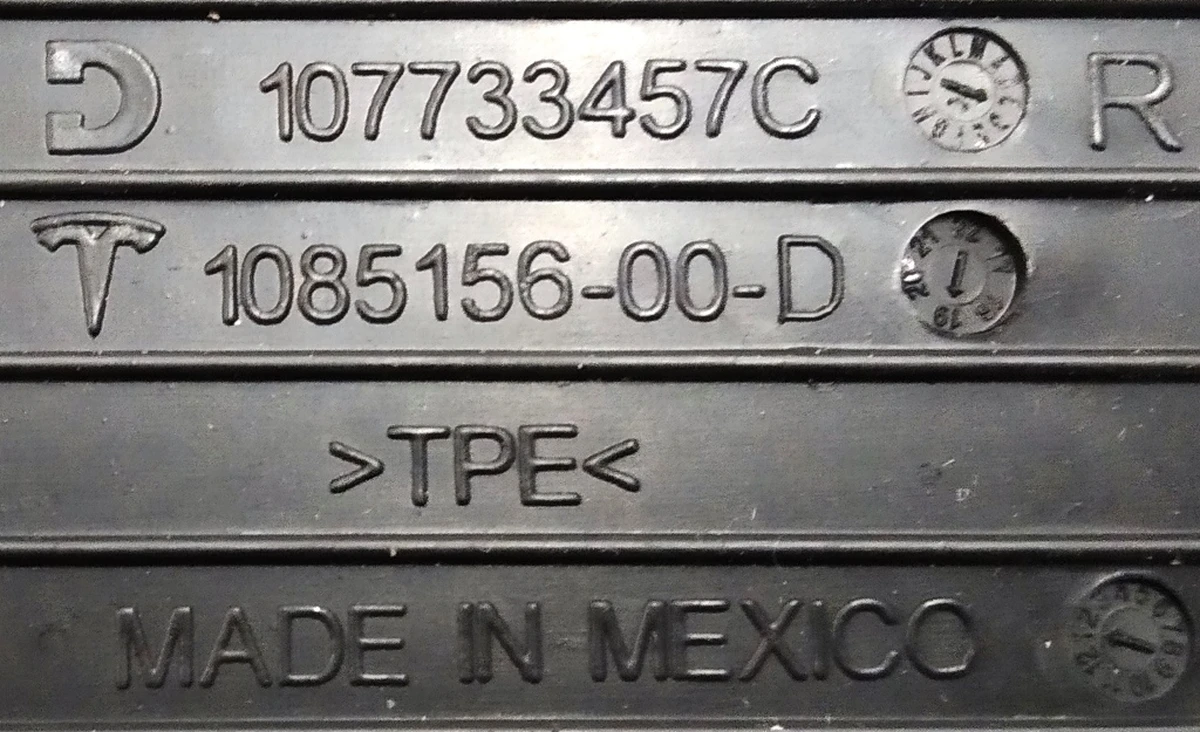 107733457C R
1085156-00-D
>TPE<
MADE IN MEXICO